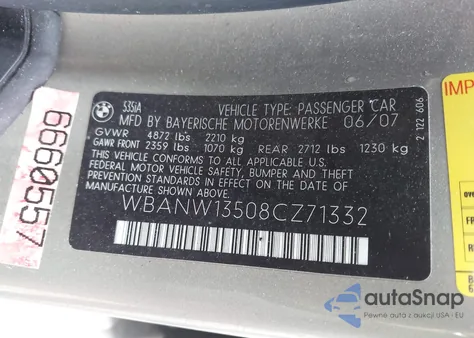 535iA
VEHICLE TYPE: PASSENGER CAR
MFD BY BAYERISCHE MOTORENWERKE 06/07
GVWR 4872 lbs 2210 kg
GAWR FRONT 2359 lbs 1070 kg REAR 2712 lbs 1230 kg
THIS VEHICLE CONFORMS TO ALL APPLICABLE
FEDERAL MOTOR VEHICLE SAFETY, BUMPER, AND THEFT
PREVENTION STANDARDS IN EFFECT ON THE
DATE OF MANUFACTURE SHOWN ABOVE.
WBANW13508CZ71332
2 122 606
6660557
IMP
autoSnap
Pewne auta z USA - EU